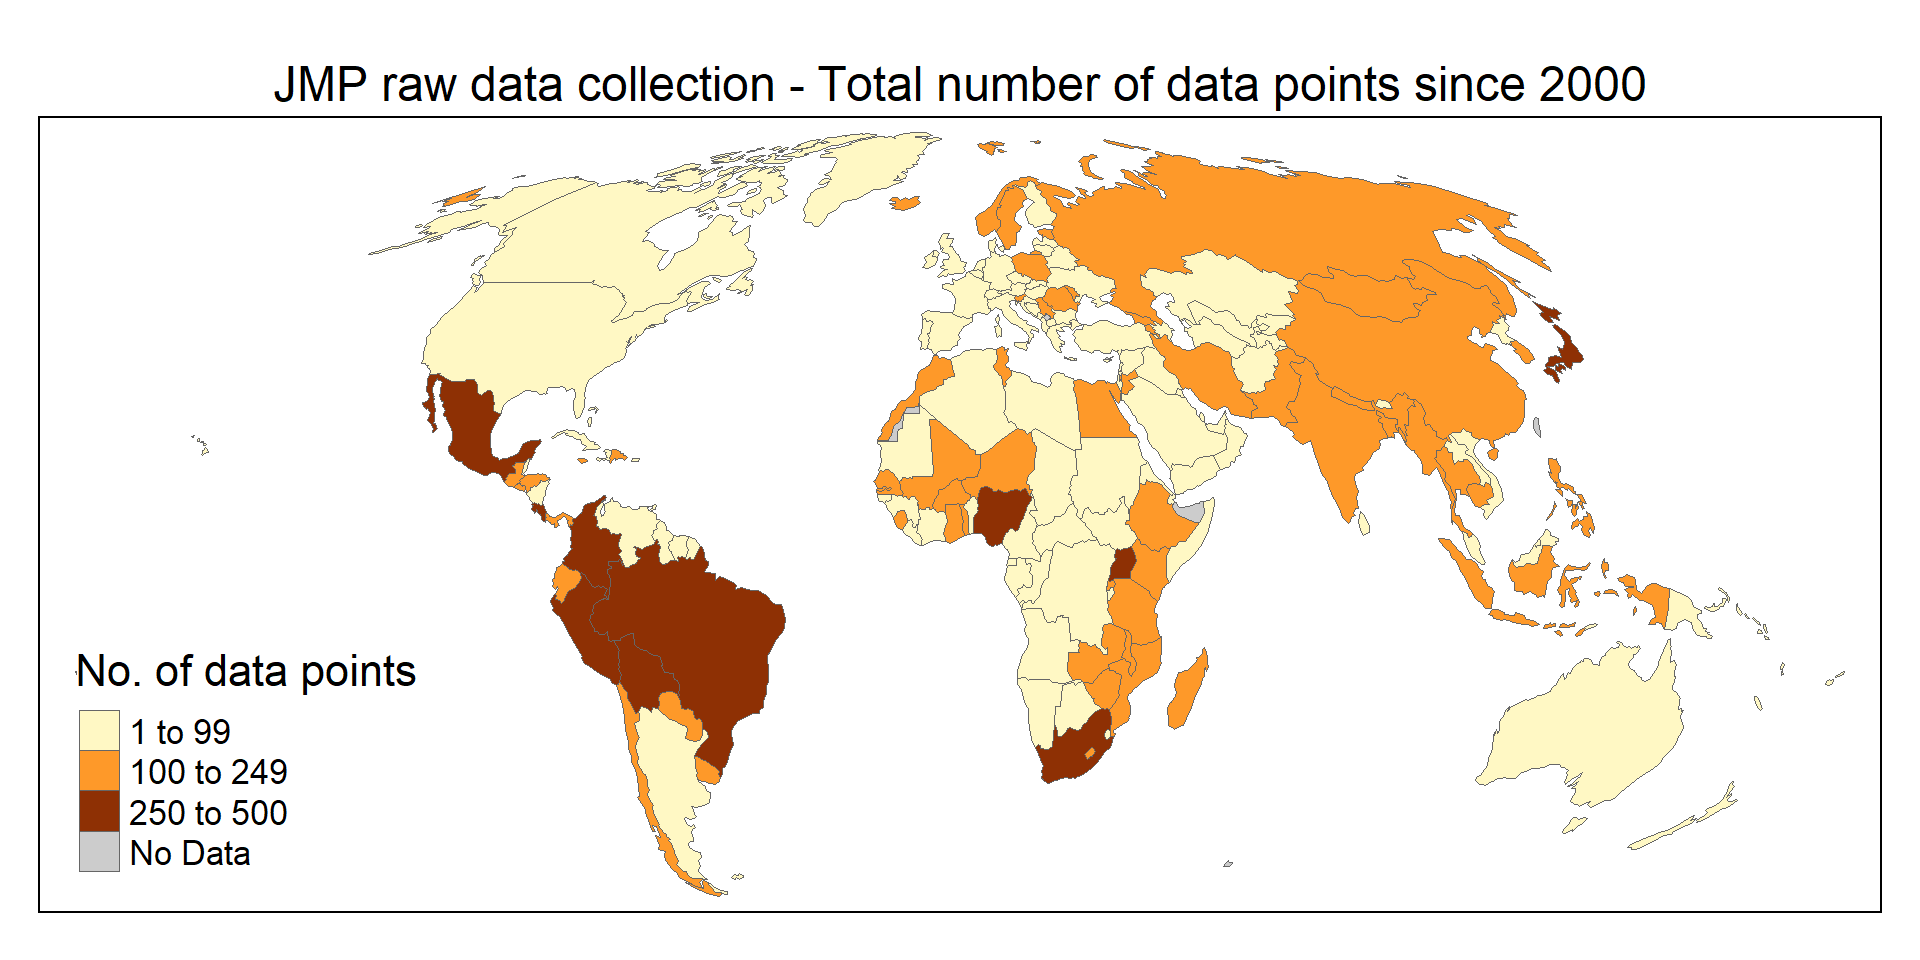 JMP raw data collection - Total number of data points since 2000
No. of data points
1 to 99
100 to 249
250 to 500
No Data